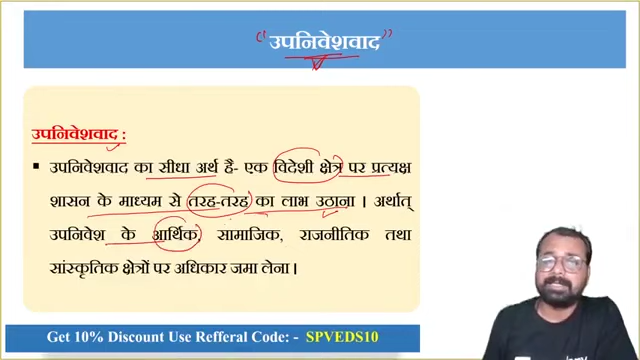 “उपनिवेशवाद”
उपनिवेशवाद :
▪ उपनिवेशवाद का सीधा अर्थ है- एक विदेशी क्षेत्र पर प्रत्यक्ष
शासन के माध्यम से तरह-तरह का लाभ उठाना । अर्थात्
उपनिवेश के आर्थिक, सामाजिक, राजनीतिक तथा
सांस्कृतिक क्षेत्रों पर अधिकार जमा लेना ।
Get 10% Discount Use Refferal Code: - SPVEDS10